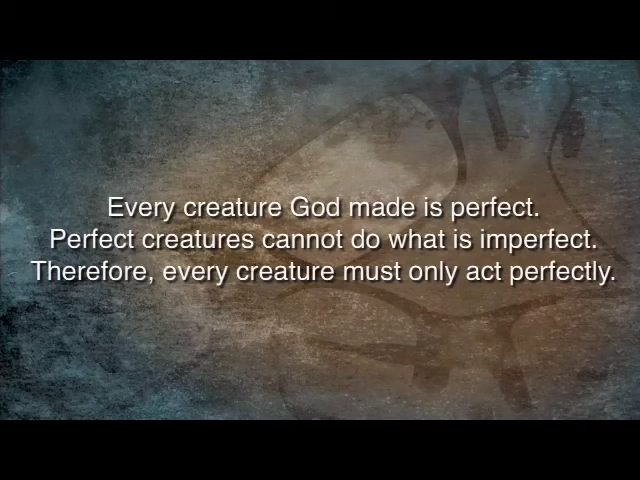 Every creature God made is perfect.
Perfect creatures cannot do what is imperfect.
Therefore, every creature must only act perfectly.